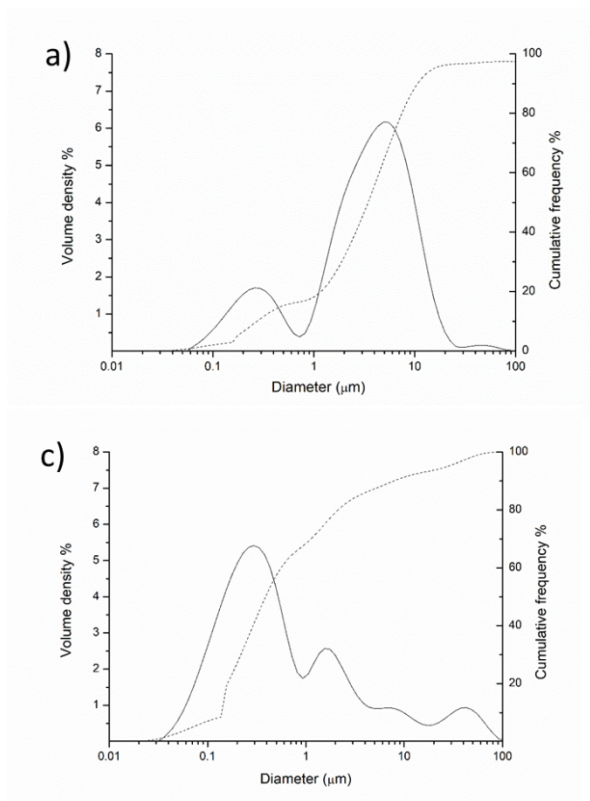 a)
8
7
6
5
4
3
2
1
Volume density %
100
80
60
40
20
0
Cumulative frequency %
0.01 0.1 1 10 100
Diameter (μm)
c)
8
7
6
5
4
3
2
1
Volume density %
100
80
60
40
20
Cumulative frequency %
0.01 0.1 1 10 100
Diameter (μm)